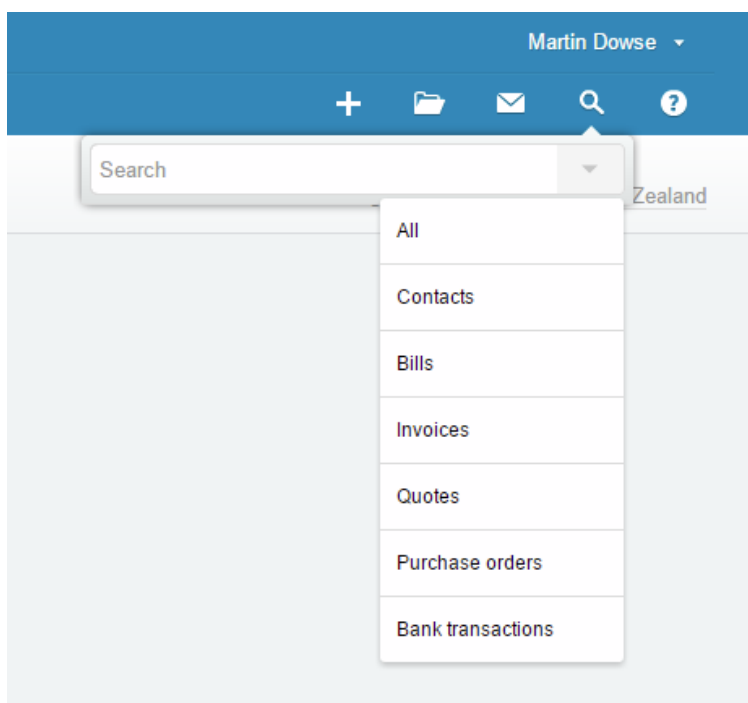 Martin Dowse
Search
Zealand
All
Contacts
Bills
Invoices
Quotes
Purchase orders
Bank transactions